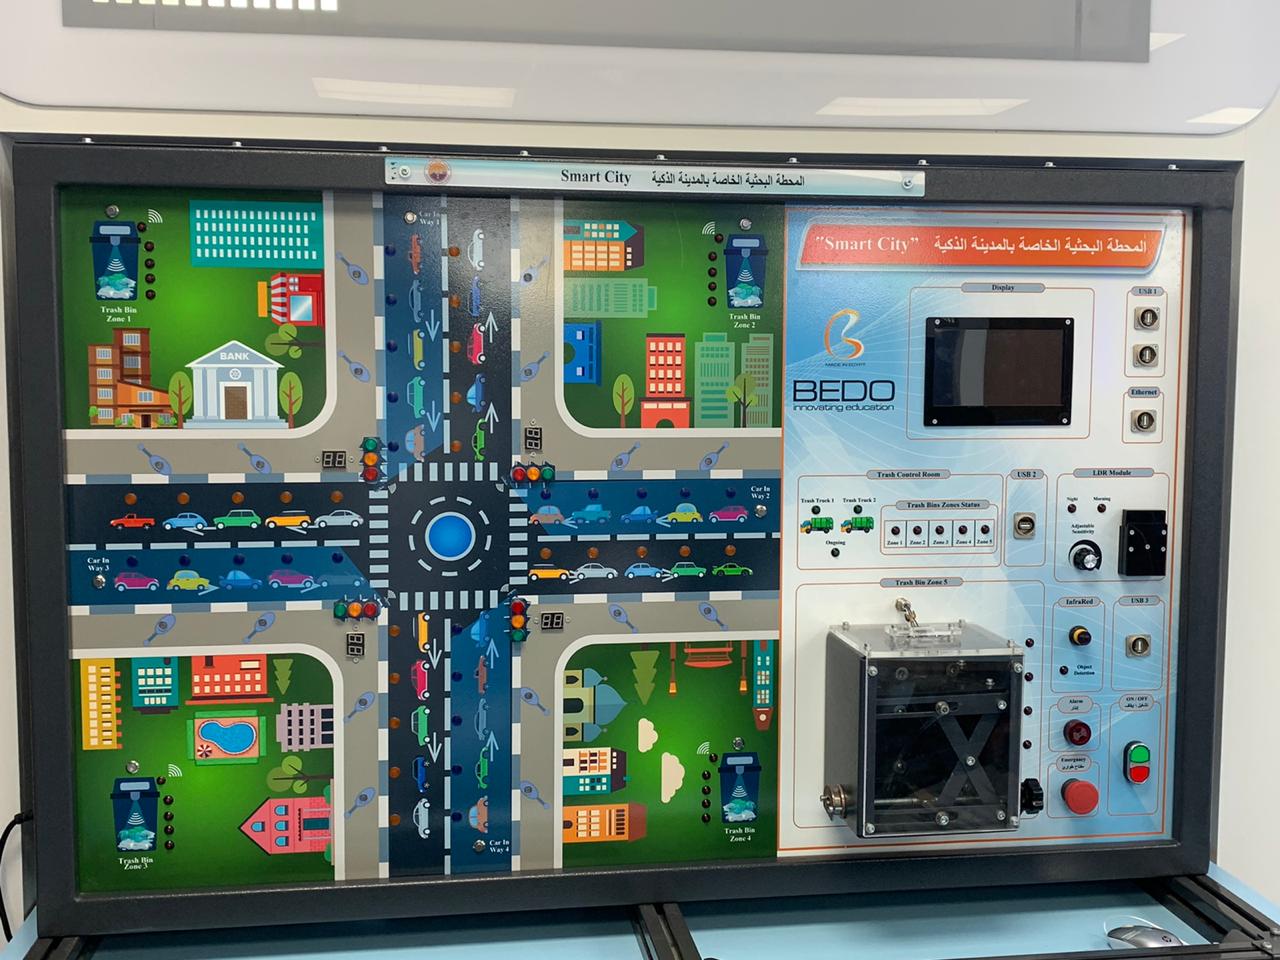 Smart City المحطة البحثية الخاصة بالمدينة الذكية
Car In
Way 1
Trash Bin
Zone 1
BANK
Trash Bin
Zone 2
Car In
Way 2
Car In
Way 3
Trash Bin
Zone 3
Car In
Way 4
Trash Bin
Zone 4
"Smart City" المحطة البحثية الخاصة بالمدينة الذكية
Display
USB 1
MADE IN EGYPT
BEDO
innovating education
Ethernet
Trash Control Room
USB 2
LDR Module
Trash Truck 1
Trash Truck 2
Trash Bins Zones Status
Night
Morning
Zone 1
Zone 2
Zone 3
Zone 4
Zone 5
Adjustable
Sensitivity
Ongoing
Trash Bin Zone 5
InfraRed
USB 3
Object
Detection
Alarm
إنذار
ON / OFF
تشغيل / إيقاف
Emergency
مفتاح طوارئ